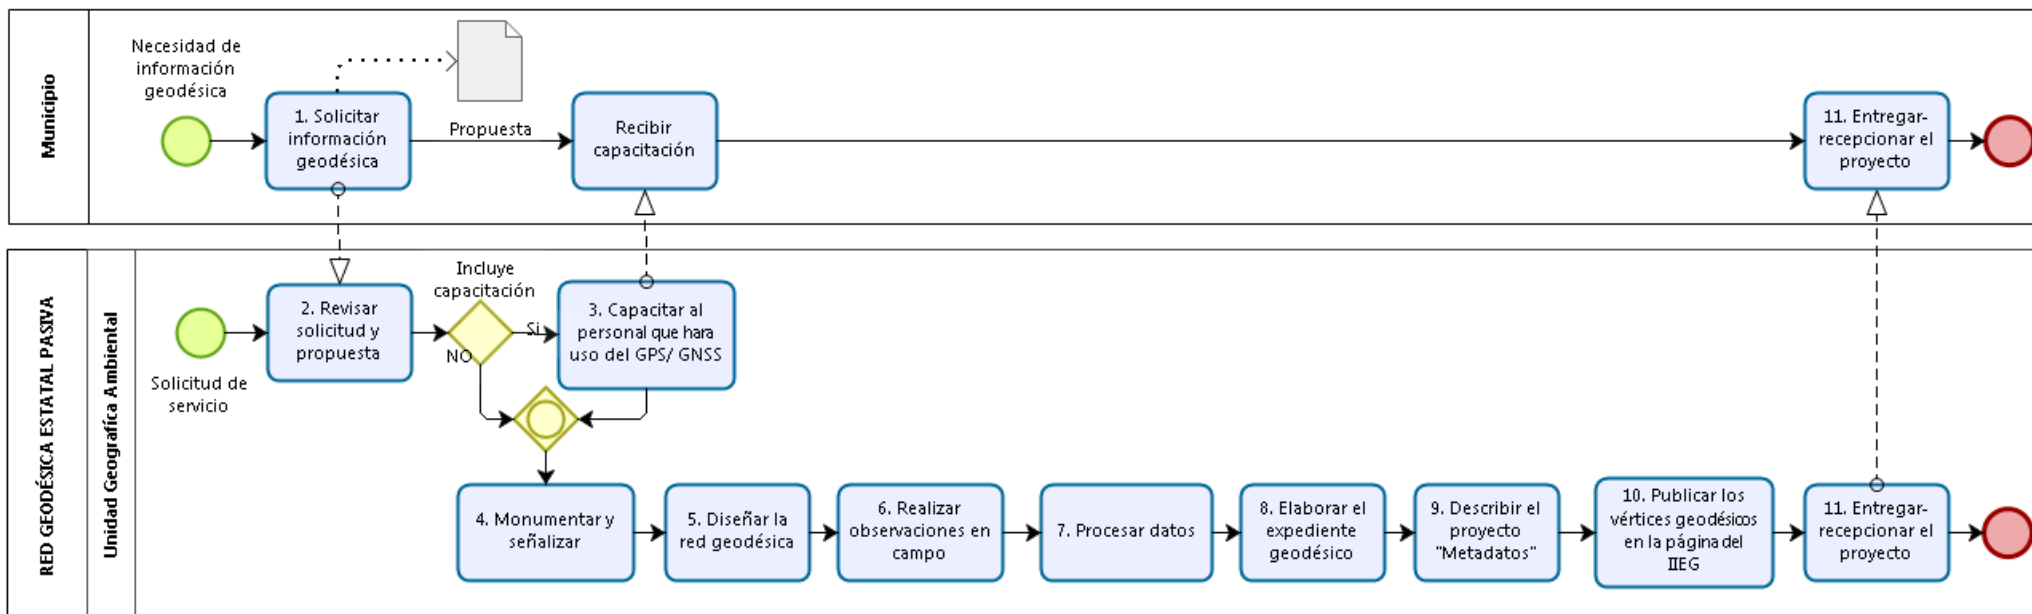 Municipio
Necesidad de
información
geodésica
1. Solicitar
información
geodésica
Propuesta
Recibir
capacitación
11. Entregar-
recepcionar el
proyecto
RED GEODÉSICA ESTATAL PASIVA
Unidad Geografica Ambiental
Solicitud de
servicio
2. Revisar
solicitud y
propuesta
Incluye
capacitación
Si
NO
3. Capacitar al
personal que hara
uso del GPS/ GNSS
4. Monumentar y
señalizar
5. Diseñar la
red geodésica
6. Realizar
observaciones en
campo
7. Procesar datos
8. Elaborar el
expediente
geodésico
9. Describir el
proyecto
"Metadatos"
10. Publicar los
vértices geodésicos
en la página del
IIEG
11. Entregar-
recepcionar el
proyecto